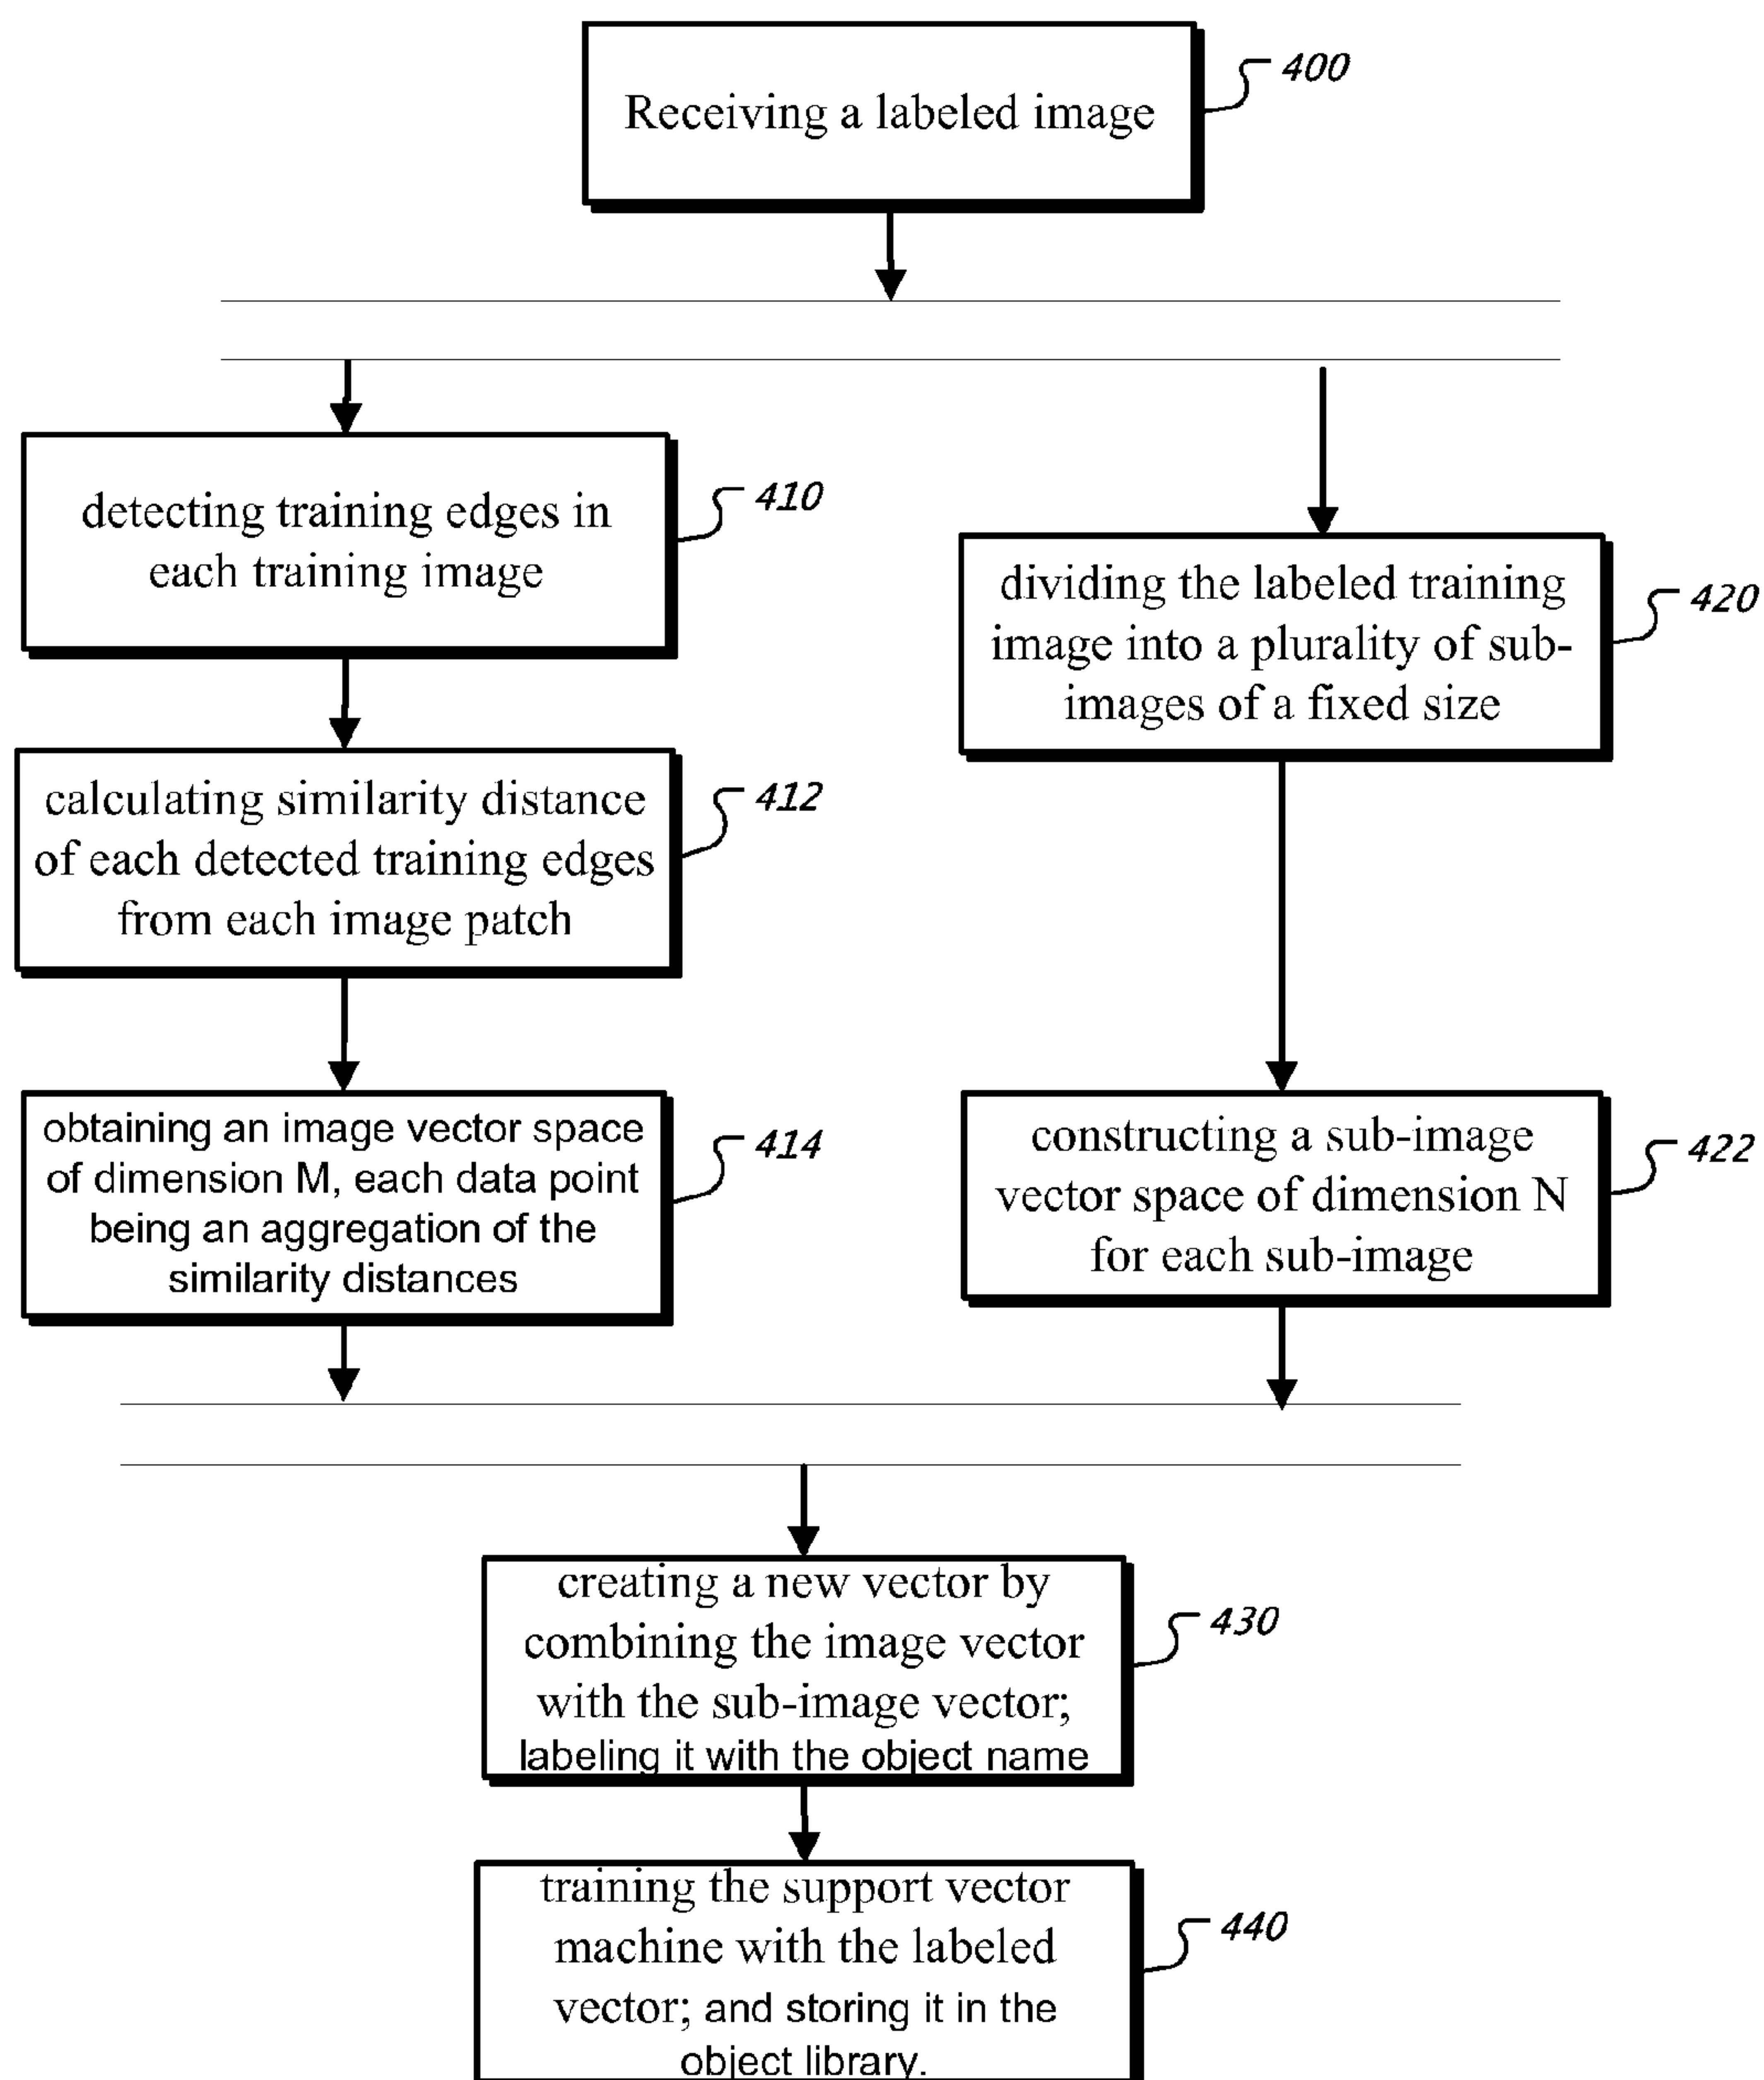 Receiving a labeled image
400
detecting training edges in
each training image
410
dividing the labeled training
image into a plurality of sub-
images of a fixed size
420
calculating similarity distance
of each detected training edges
from each image patch
412
obtaining an image vector space
of dimension M, each data point
being an aggregation of the
similarity distances
414
constructing a sub-image
vector space of dimension N
for each sub-image
422
creating a new vector by
combining the image vector
with the sub-image vector;
labeling it with the object name
430
training the support vector
machine with the labeled
vector; and storing it in the
object library.
440